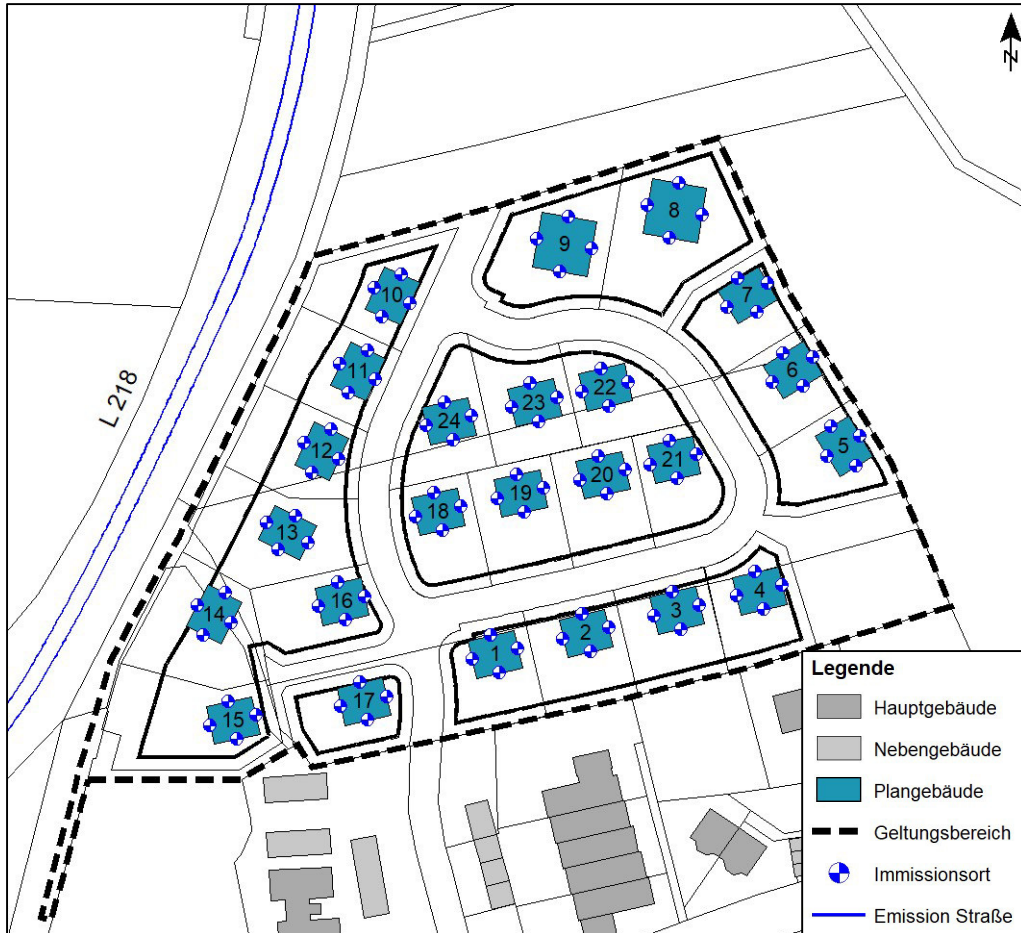 N
8
9
7
10
11
6
22
23
24
L 218
12
5
21
20
19
18
13
4
16
14
3
2
1
17
15
Legende
Hauptgebäude
Nebengebäude
Plangebäude
Geltungsbereich
Immissionsort
Emission Straße